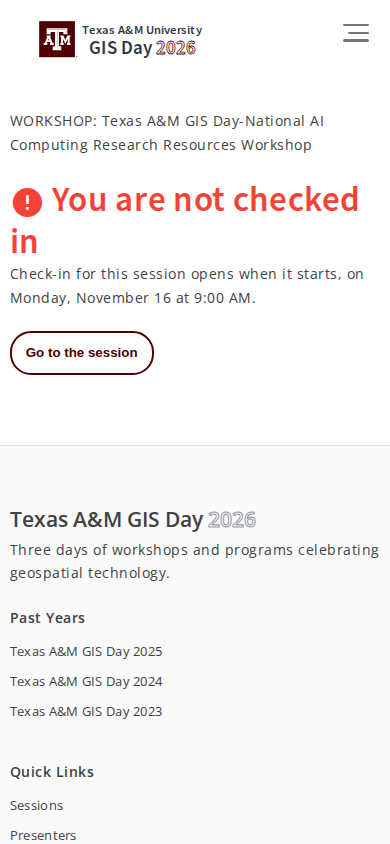 Texas A&M University
GIS Day 2026
WORKSHOP: Texas A&M GIS Day-National AI
Computing Research Resources Workshop
You are not checked
in
Check-in for this session opens when it starts, on
Monday, November 16 at 9:00 AM.
Go to the session
Texas A&M GIS Day 2026
Three days of workshops and programs celebrating
geospatial technology.
Past Years
Texas A&M GIS Day 2025
Texas A&M GIS Day 2024
Texas A&M GIS Day 2023
Quick Links
Sessions
Presenters